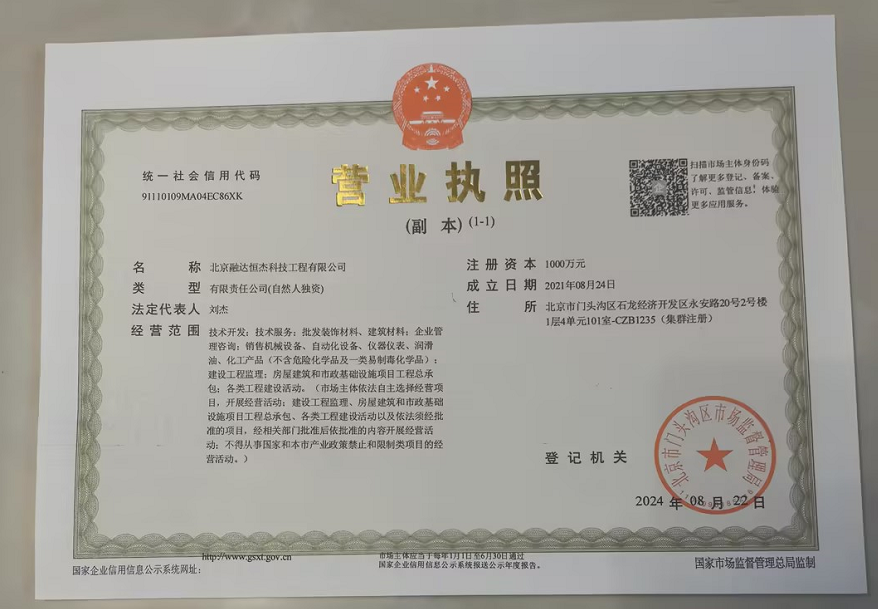 统一社会信用代码
91110109MA04EC86XK
营业执照
(副 本) (1-1)
扫描市场主体身份码
了解更多登记、备案、
许可、监管信息，体验
更多应用服务。
名 称 北京融达恒杰科技工程有限公司
类 型 有限责任公司(自然人独资)
法定代表人 刘杰
经营范围 技术开发；技术服务；批发装饰材料、建筑材料；企业管
理咨询；销售机械设备、自动化设备、仪器仪表、润滑
油、化工产品（不含危险化学品及一类易制毒化学品）；
建设工程监理；房屋建筑和市政基础设施项目工程总承
包；各类工程建设活动。（市场主体依法自主选择经营项
目，开展经营活动；建设工程监理、房屋建筑和市政基础
设施项目工程总承包、各类工程建设活动以及依法须经批
准的项目，经相关部门批准后依批准的内容开展经营活
动；不得从事国家和本市产业政策禁止和限制类项目的经
营活动。）
注册资本 1000万元
成立日期 2021年08月24日
住 所 北京市门头沟区石龙经济开发区永安路20号2号楼
1层4单元101室-CZB1235（集群注册）
登记机关
北京市门头沟区市场监督管理局
2024 年 08 月 22 日
国家企业信用信息公示系统网址：
http://www.gsxt.gov.cn
市场主体应当于每年1月1日至6月30日通过
国家企业信用信息公示系统报送公示年度报告。
国家市场监督管理总局监制